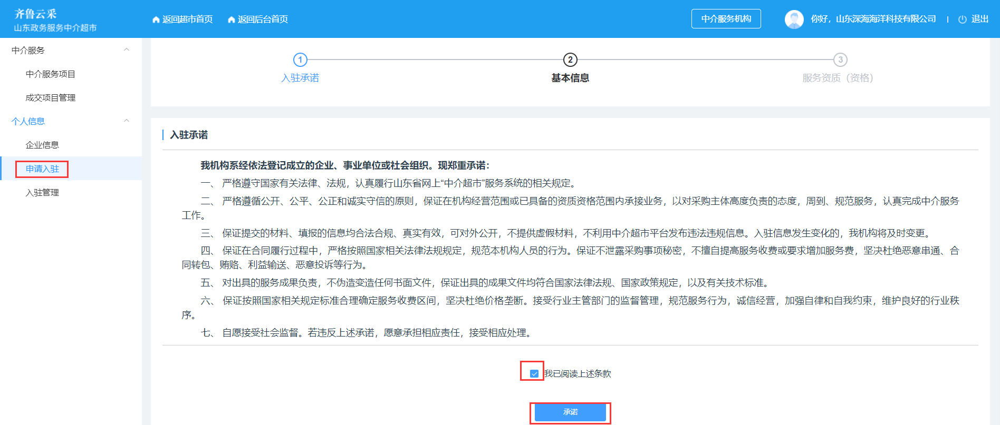 齐鲁云采
山东政务服务中介超市
返回超市首页
返回后台首页
中介服务机构
你好，山东深海海洋科技有限公司
退出
中介服务
中介服务项目
成交项目管理
个人信息
企业信息
申请入驻
入驻管理
1
入驻承诺
2
基本信息
3
服务资质（资格）
入驻承诺
我机构系经依法登记成立的企业、事业单位或社会组织。现郑重承诺：
一、 严格遵守国家有关法律、法规，认真履行山东省网上“中介超市”服务系统的相关规定。
二、 严格遵循公开、公平、公正和诚实守信的原则，保证在机构经营范围或已具备的资质资格范围内承接业务，以对采购主体高度负责的态度，周到、规范服务，认真完成中介服务
工作。
三、 保证提交的材料、填报的信息均合法合规、真实有效，可对外公开，不提供虚假材料，不利用中介超市平台发布违法违规信息。入驻信息发生变化的，我机构将及时变更。
四、 保证在合同履行过程中，严格按照国家相关法律法规规定，规范本机构人员的行为。保证不泄露采购事项秘密，不擅自提高服务收费或要求增加服务费，坚决杜绝恶意串通、合
同转包、贿赂、利益输送、恶意投诉等行为。
五、 对出具的服务成果负责，不伪造变造任何书面文件，保证出具的成果文件均符合国家法律法规、国家政策规定，以及有关技术标准。
六、 保证按照国家相关规定标准合理确定服务收费区间，坚决杜绝价格垄断。接受行业主管部门的监督管理，规范服务行为，诚信经营，加强自律和自我约束，维护良好的行业秩
序。
七、 自愿接受社会监督。若违反上述承诺，愿意承担相应责任，接受相应处理。
我已阅读上述条款
承诺